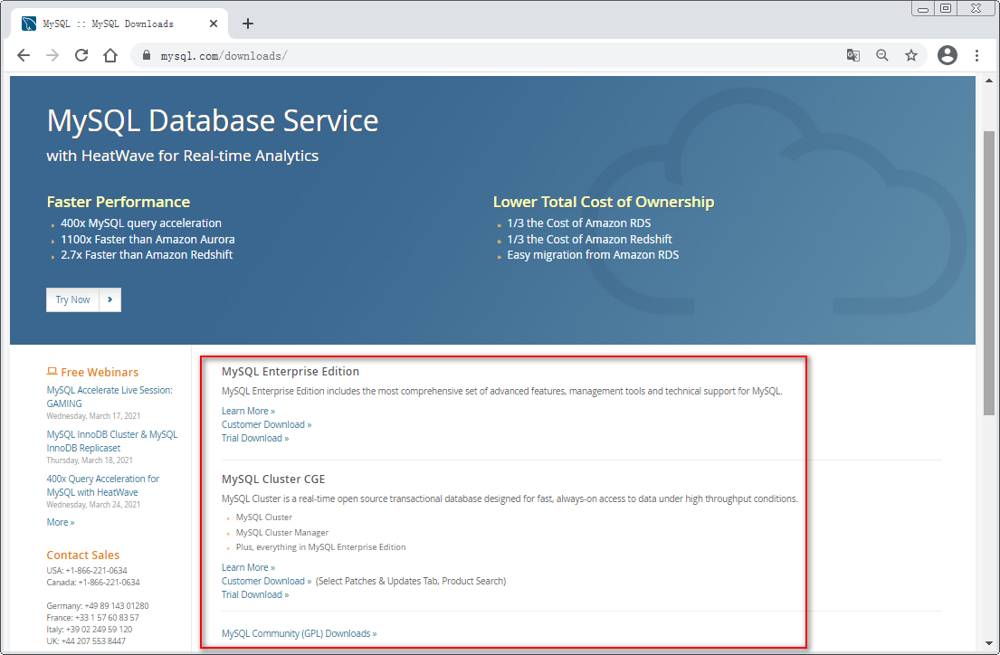 MySQL :: MySQL Downloads
mysql.com/downloads/
MySQL Database Service
with HeatWave for Real-time Analytics
Faster Performance
400x MySQL query acceleration
1100x Faster than Amazon Aurora
2.7x Faster than Amazon Redshift
Lower Total Cost of Ownership
1/3 the Cost of Amazon RDS
1/3 the Cost of Amazon Redshift
Easy migration from Amazon RDS
Try Now
Free Webinars
MySQL Accelerate Live Session:
GAMING
Wednesday, March 17, 2021
MySQL InnoDB Cluster & MySQL
InnoDB Replicaset
Thursday, March 18, 2021
400x Query Acceleration for
MySQL with HeatWave
Wednesday, March 24, 2021
More »
Contact Sales
USA: +1-866-221-0634
Canada: +1-866-221-0634
Germany: +49 89 143 01280
France: +33 1 57 60 83 57
Italy: +39 02 249 59 120
UK: +44 207 553 8447
MySQL Enterprise Edition
MySQL Enterprise Edition includes the most comprehensive set of advanced features, management tools and technical support for MySQL.
Learn More »
Customer Download »
Trial Download »
MySQL Cluster CGE
MySQL Cluster is a real-time open source transactional database designed for fast, always-on access to data under high throughput conditions.
MySQL Cluster
MySQL Cluster Manager
Plus, everything in MySQL Enterprise Edition
Learn More »
Customer Download » (Select Patches & Updates Tab, Product Search)
Trial Download »
MySQL Community (GPL) Downloads »